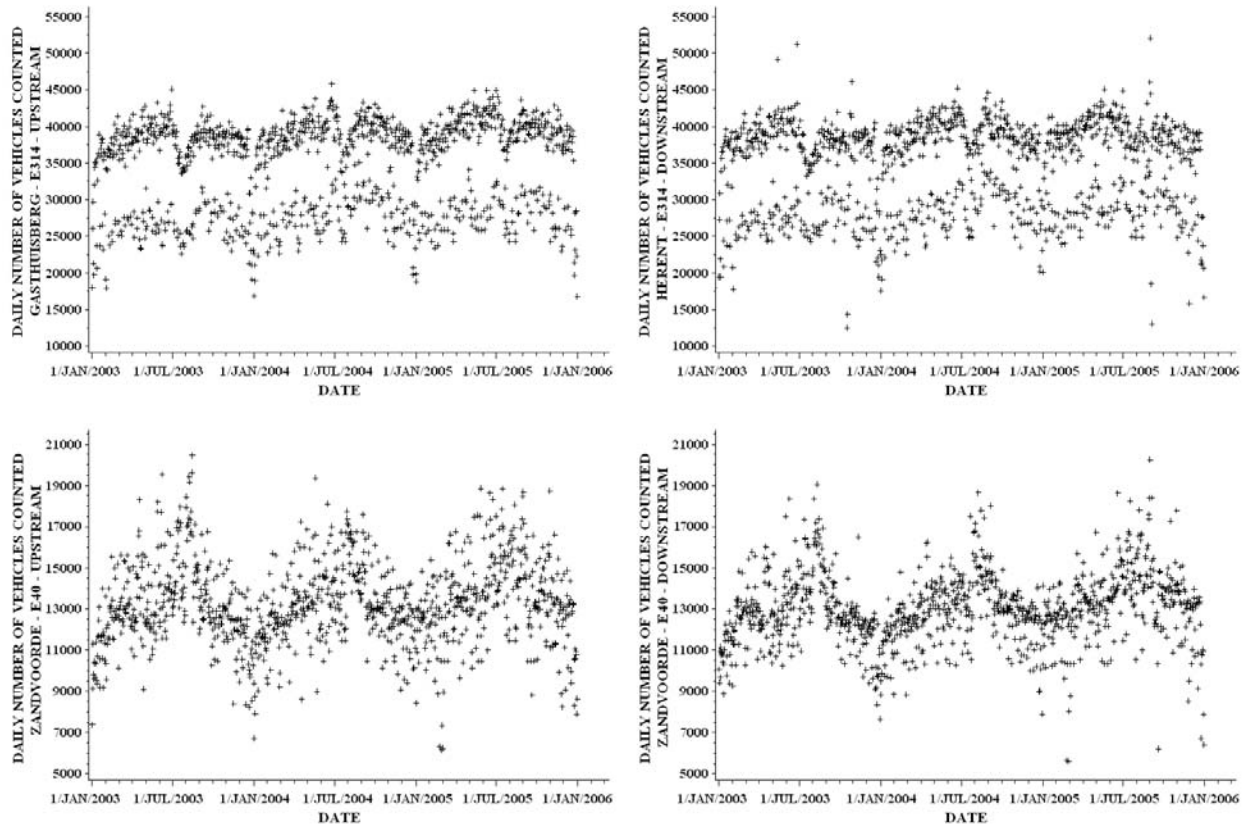 DAILY NUMBER OF VEHICLES COUNTED
GASTHUISBERG - E314 - UPSTREAM
55000
50000
45000
40000
35000
30000
25000
20000
15000
10000
1/JAN/2003 1/JUL/2003 1/JAN/2004 1/JUL/2004 1/JAN/2005 1/JUL/2005 1/JAN/2006
DATE
DAILY NUMBER OF VEHICLES COUNTED
HERENT - E314 - DOWNSTREAM
55000
50000
45000
40000
35000
30000
25000
20000
15000
10000
1/JAN/2003 1/JUL/2003 1/JAN/2004 1/JUL/2004 1/JAN/2005 1/JUL/2005 1/JAN/2006
DATE
DAILY NUMBER OF VEHICLES COUNTED
ZANDVOORDE - E40 - UPSTREAM
21000
19000
17000
15000
13000
11000
9000
7000
5000
1/JAN/2003 1/JUL/2003 1/JAN/2004 1/JUL/2004 1/JAN/2005 1/JUL/2005 1/JAN/2006
DATE
DAILY NUMBER OF VEHICLES COUNTED
ZANDVOORDE - E40 - DOWNSTREAM
21000
19000
17000
15000
13000
11000
9000
7000
5000
1/JAN/2003 1/JUL/2003 1/JAN/2004 1/JUL/2004 1/JAN/2005 1/JUL/2005 1/JAN/2006
DATE